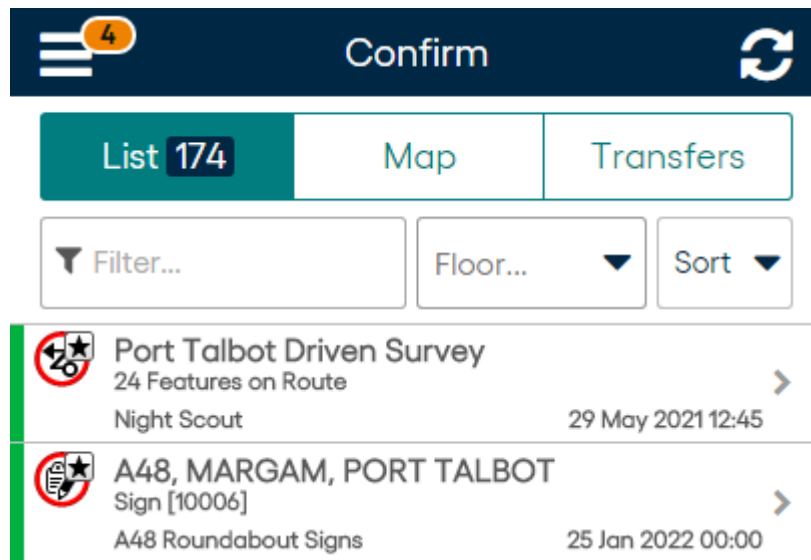 4
Confirm
List 174
Map
Transfers
Filter...
Floor...
Sort
Port Talbot Driven Survey
24 Features on Route
Night Scout
29 May 2021 12:45
A48, MARGAM, PORT TALBOT
Sign [10006]
A48 Roundabout Signs
25 Jan 2022 00:00